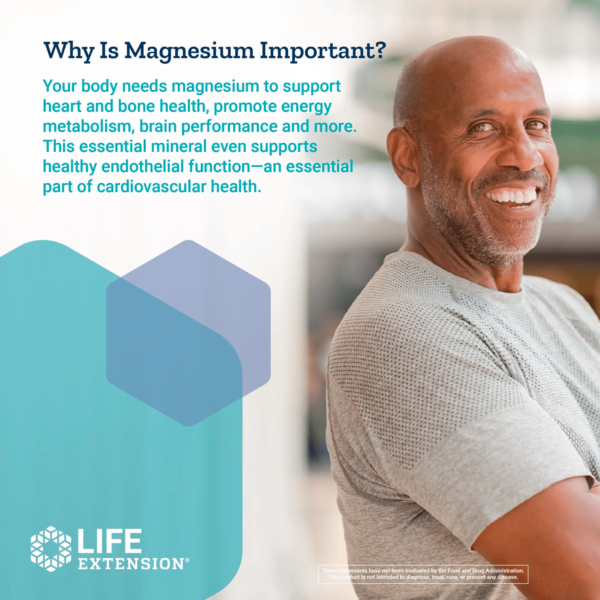 Why Is Magnesium Important?
Your body needs magnesium to support
heart and bone health, promote energy
metabolism, brain performance and more.
This essential mineral even supports
healthy endothelial function—an essential
part of cardiovascular health.
LIFE
EXTENSION®
These statements have not been evaluated by the Food and Drug Administration.
This product is not intended to diagnose, treat, cure, or prevent any disease.